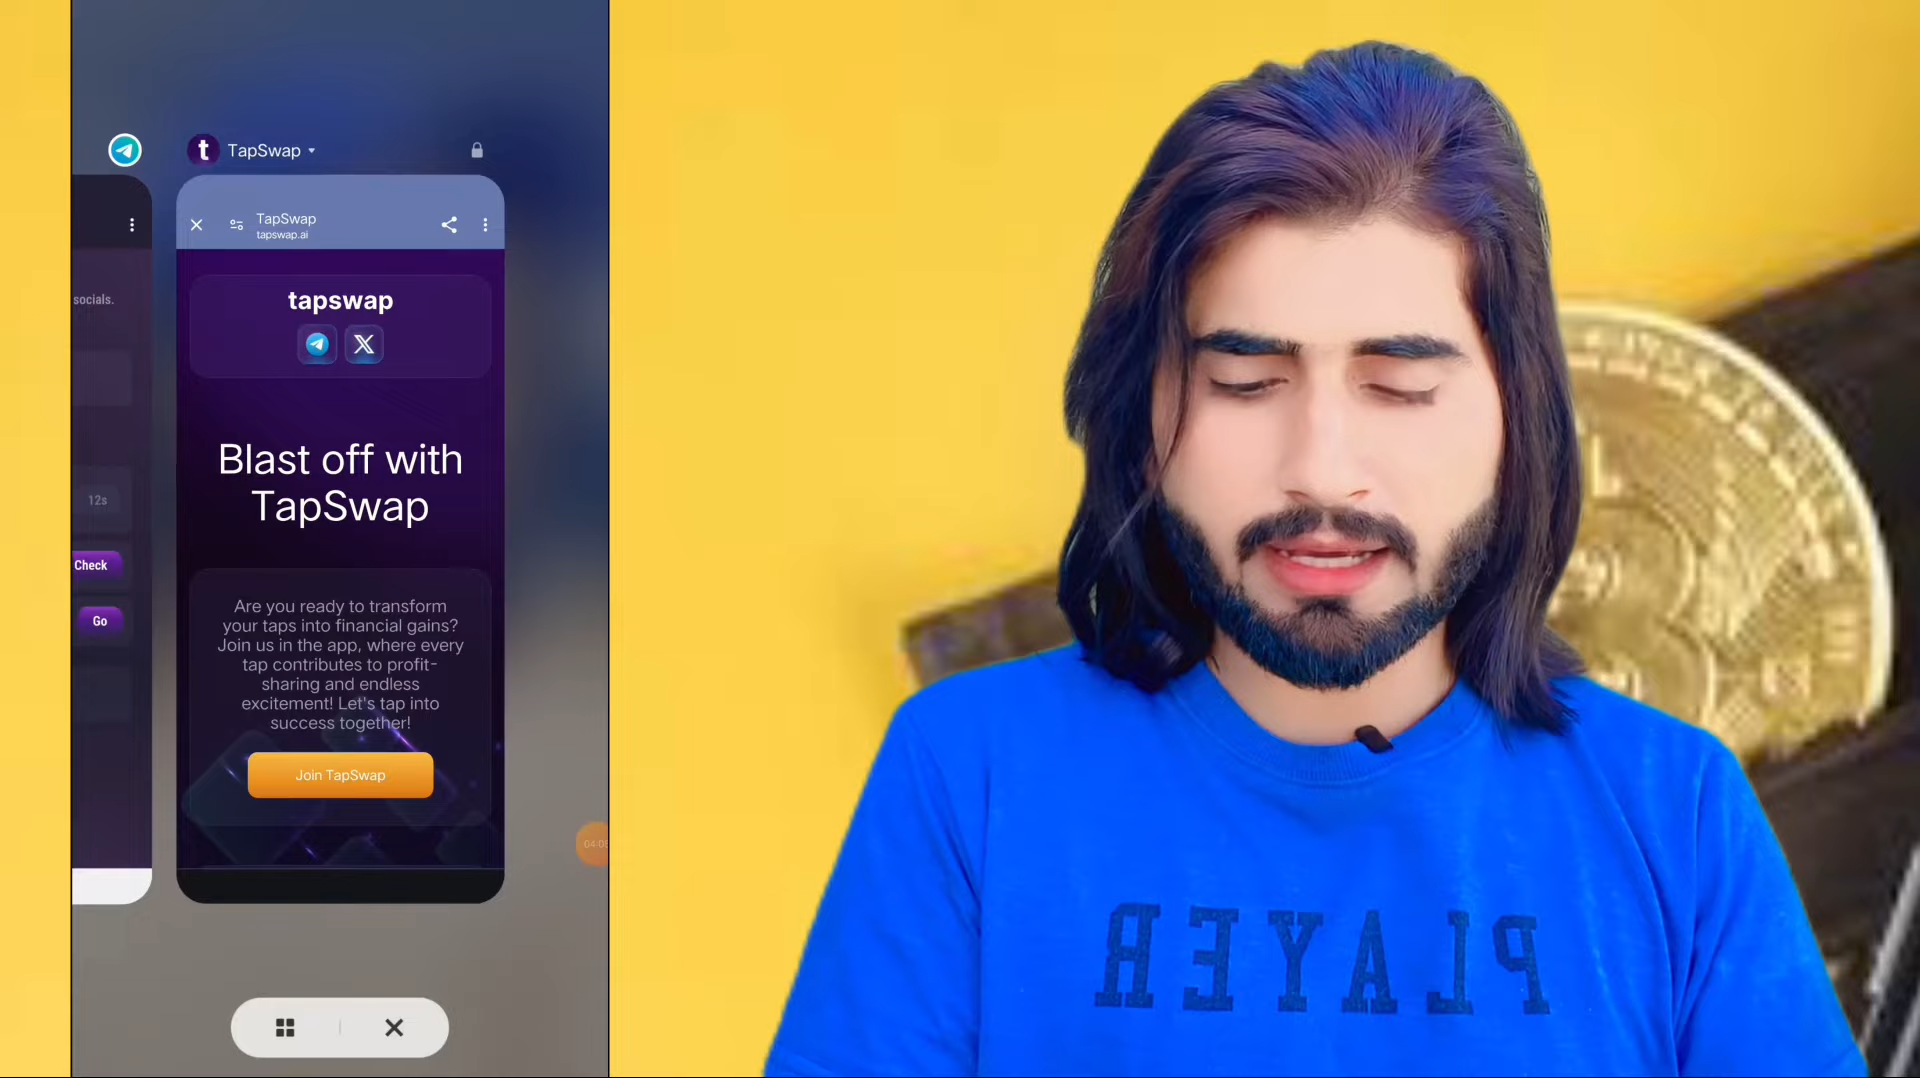 TapSwap
TapSwap
tapswap.ai
socials.
tapswap
Blast off with
TapSwap
12s
Check
Go
Are you ready to transform
your taps into financial gains?
Join us in the app, where every
tap contributes to profit-
sharing and endless
excitement! Let's tap into
success together!
Join TapSwap
PLAYER